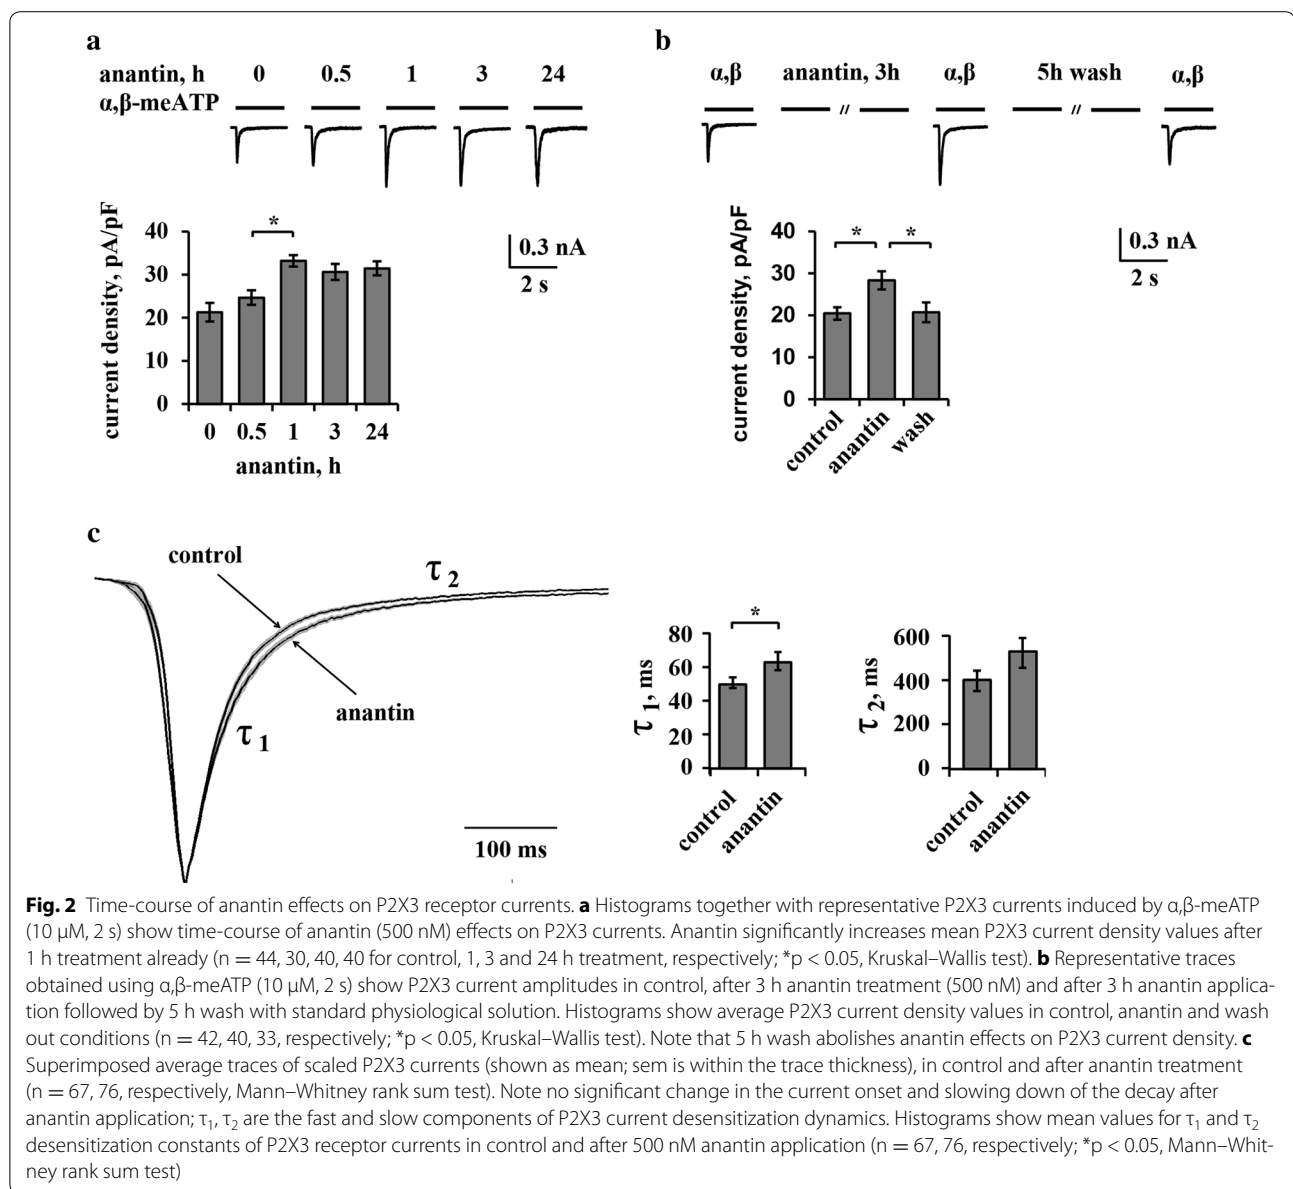 a
anantin, h 0 0.5 1 3 24
α,β-meATP
current density, pA/pF
40
30
20
10
0
*
0 0.5 1 3 24
anantin, h
0.3 nA
2 s
b
α,β anantin, 3h α,β 5h wash α,β
// //
current density, pA/pF
40
30
20
10
0
* *
control anantin wash
0.3 nA
2 s
c
control
τ2
anantin
τ1
100 ms
τ1, ms
80
60
40
20
0
*
control anantin
τ2, ms
600
400
200
0
control anantin
Fig. 2 Time-course of anantin effects on P2X3 receptor currents. a Histograms together with representative P2X3 currents induced by α,β-meATP
(10 µM, 2 s) show time-course of anantin (500 nM) effects on P2X3 currents. Anantin significantly increases mean P2X3 current density values after
1 h treatment already (n = 44, 30, 40, 40 for control, 1, 3 and 24 h treatment, respectively; *p < 0.05, Kruskal–Wallis test). b Representative traces
obtained using α,β-meATP (10 µM, 2 s) show P2X3 current amplitudes in control, after 3 h anantin treatment (500 nM) and after 3 h anantin applica-
tion followed by 5 h wash with standard physiological solution. Histograms show average P2X3 current density values in control, anantin and wash
out conditions (n = 42, 40, 33, respectively; *p < 0.05, Kruskal–Wallis test). Note that 5 h wash abolishes anantin effects on P2X3 current density. c
Superimposed average traces of scaled P2X3 currents (shown as mean; sem is within the trace thickness), in control and after anantin treatment
(n = 67, 76, respectively, Mann–Whitney rank sum test). Note no significant change in the current onset and slowing down of the decay after
anantin application; τ1, τ2 are the fast and slow components of P2X3 current desensitization dynamics. Histograms show mean values for τ1 and τ2
desensitization constants of P2X3 receptor currents in control and after 500 nM anantin application (n = 67, 76, respectively; *p < 0.05, Mann–Whit-
ney rank sum test)